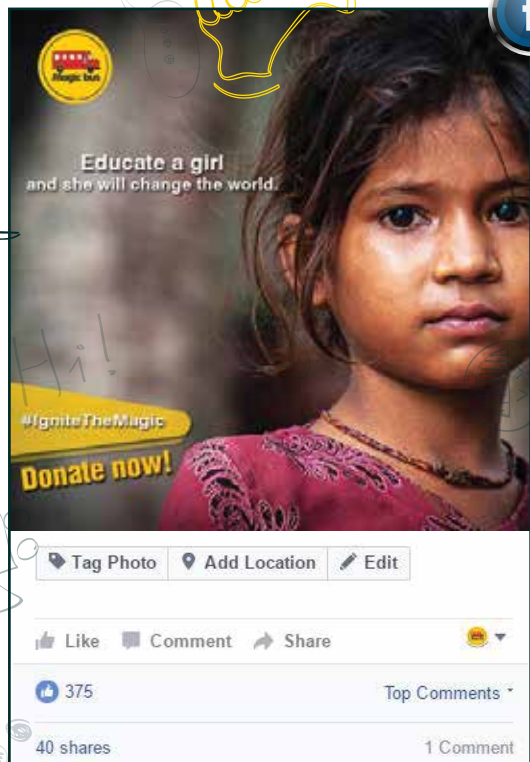 Magic bus
Educate a girl
and she will change the world.
Hi!
#IgniteTheMagic
Donate now!
Tag Photo Add Location Edit
Like Comment Share
375 Top Comments
40 shares 1 Comment